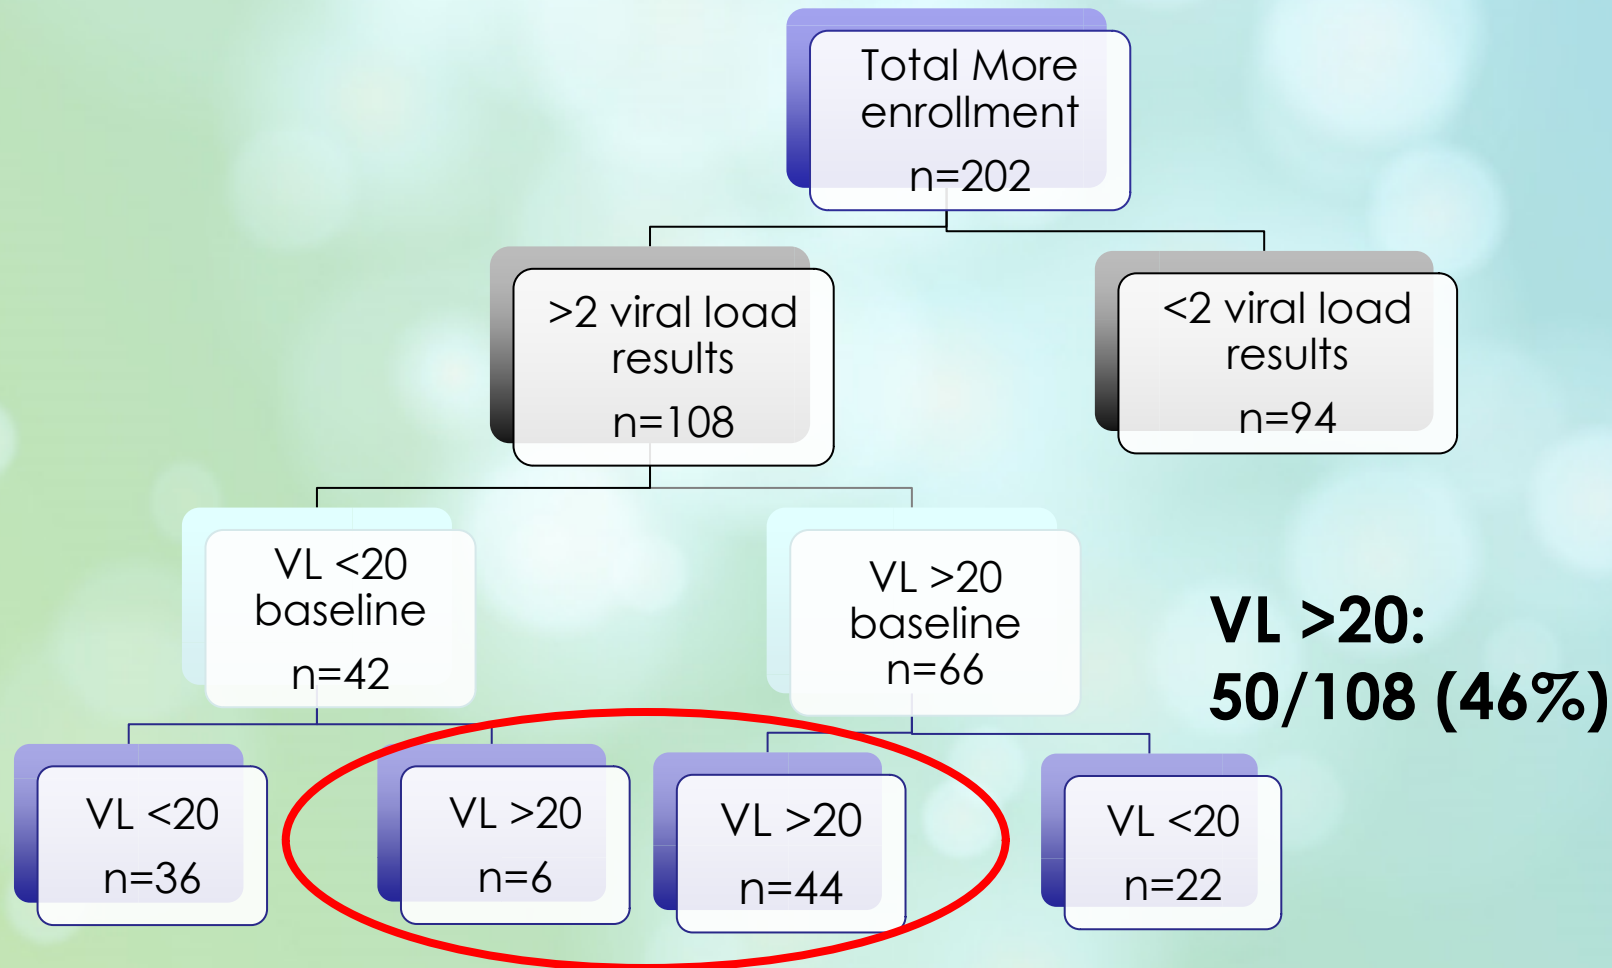 Total More
enrollment
n=202
>2 viral load
results
n=108
<2 viral load
results
n=94
VL <20
baseline
n=42
VL >20
baseline
n=66
VL >20:
50/108 (46%)
VL <20
n=36
VL >20
n=6
VL >20
n=44
VL <20
n=22